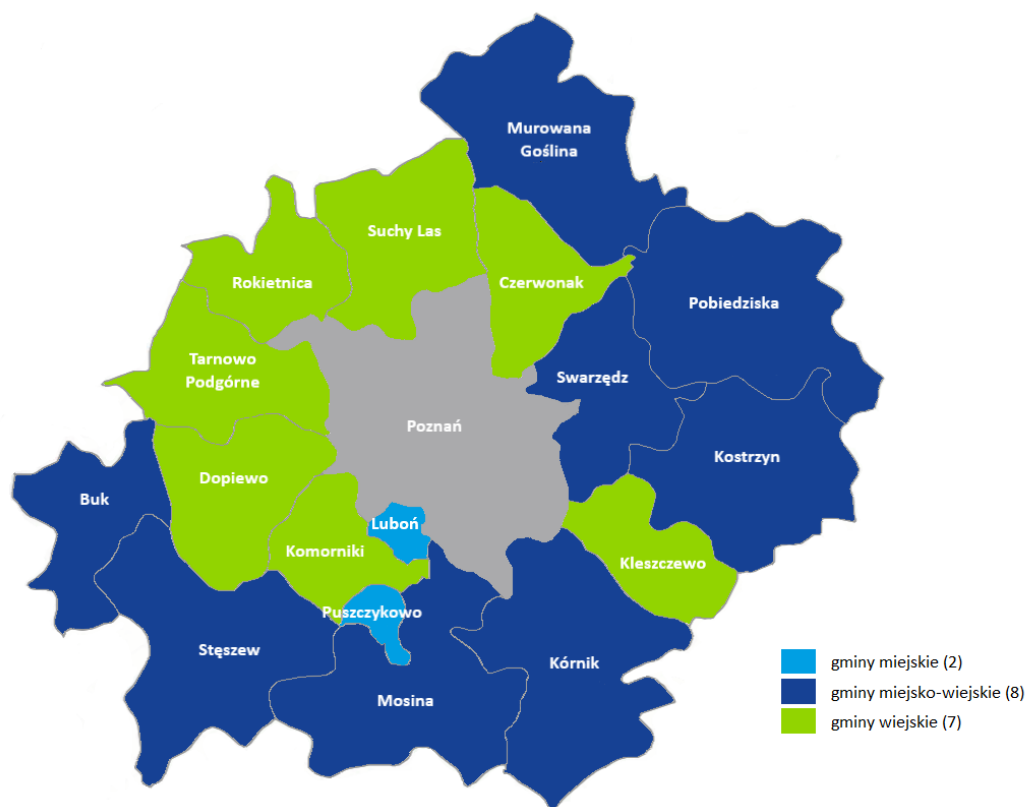 Murowana
Goślina
Suchy Las
Rokietnica
Czerwonak
Pobiedziska
Tarnowo
Podgórne
Swarzędz
Poznań
Kostrzyn
Dopiewo
Buk
Luboń
Komorniki
Kleszczewo
Puszczykowo
Stęszew
Kórnik
Mosina
gminy miejskie (2)
gminy miejsko-wiejskie (8)
gminy wiejskie (7)